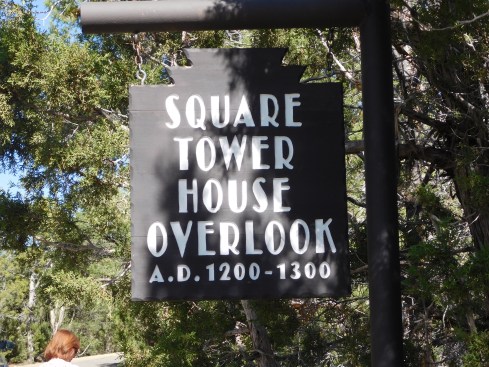 SQUARE
TOWER
HOUSE
OVERLOOK
A.D. 1200-1300